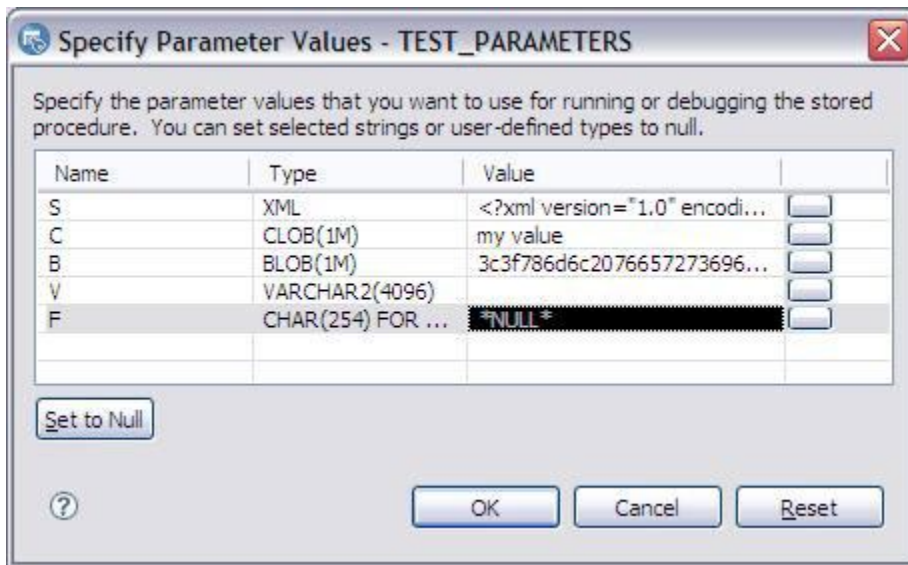 Specify Parameter Values - TEST_PARAMETERS
Specify the parameter values that you want to use for running or debugging the stored
procedure. You can set selected strings or user-defined types to null.
Name Type Value
S XML <?xml version="1.0" encodi...
C CLOB(1M) my value
B BLOB(1M) 3c3f786d6c2076657273696...
V VARCHAR2(4096)
F CHAR(254) FOR ... *NULL*
Set to Null
? OK Cancel Reset